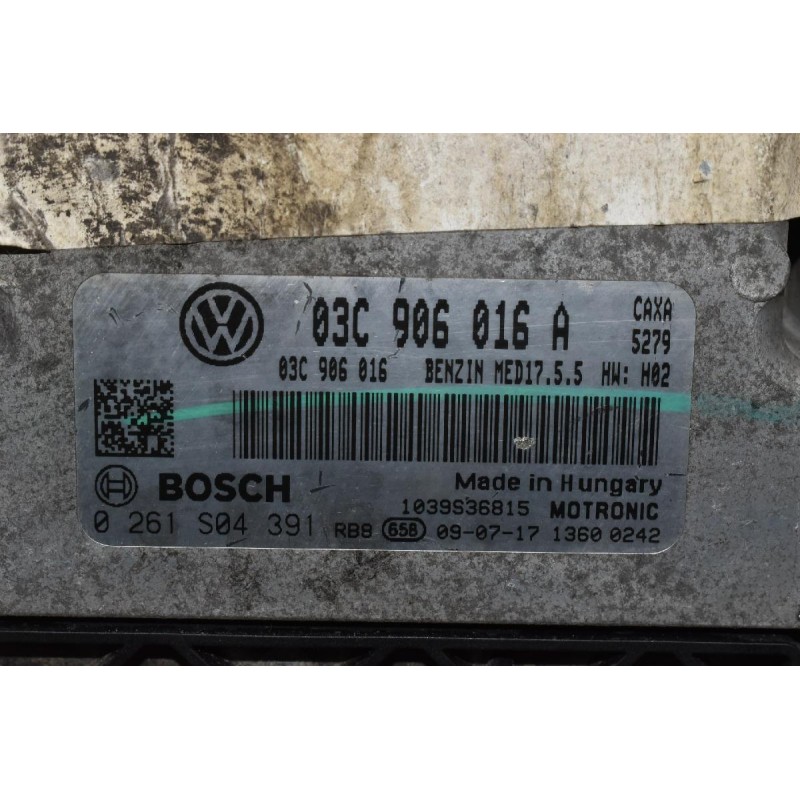 03C 906 016 A CAXA
5279
03C 906 016 BENZIN MED17.5.5 HW: H02
BOSCH Made in Hungary
1039S36815 MOTRONIC
0 261 S04 391 RB8 658 09-07-17 1360 0242